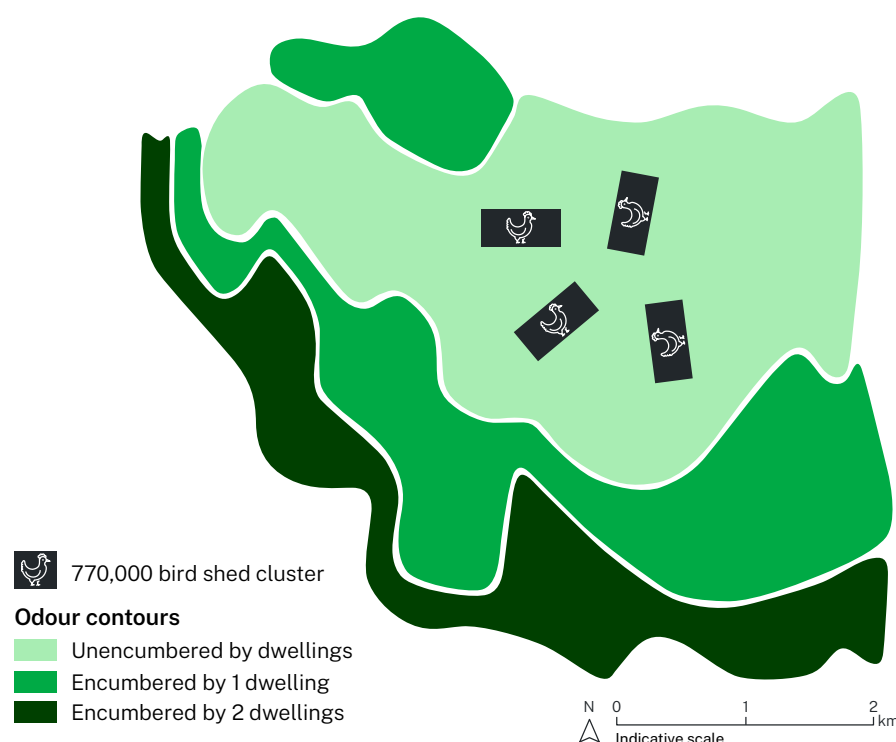 770,000 bird shed cluster
Odour contours
Unencumbered by dwellings
Encumbered by 1 dwelling
Encumbered by 2 dwellings
N 0 1 2
km
Indicative scale